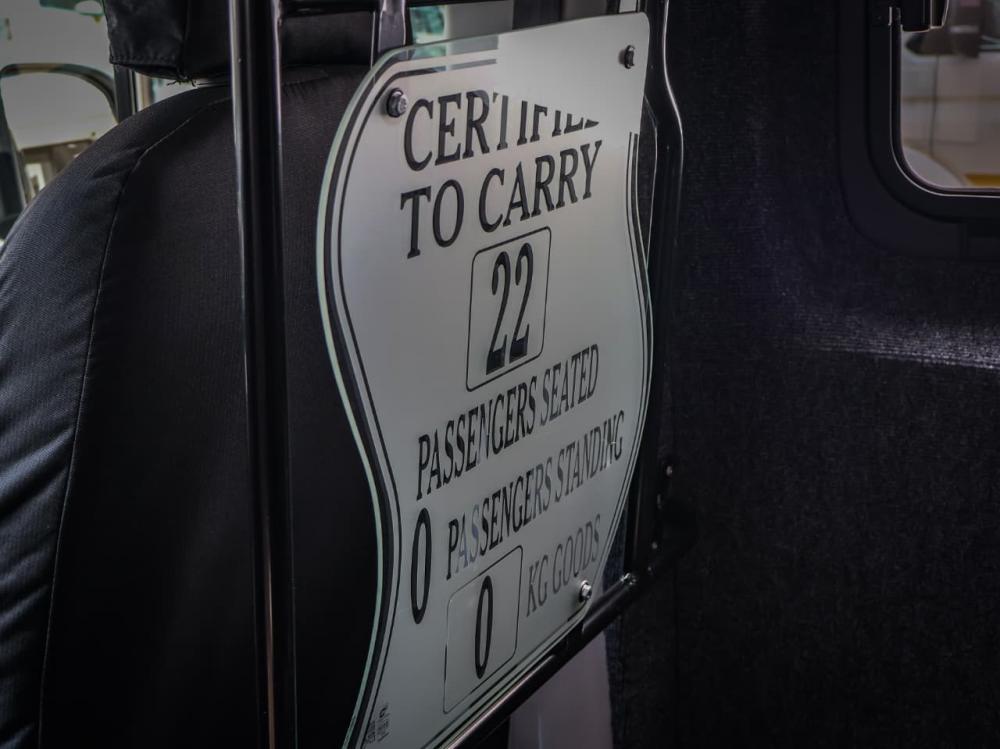 CERTIFIED
TO CARRY
22
PASSENGERS SEATED
0 PASSENGERS STANDING
0 KG GOODS